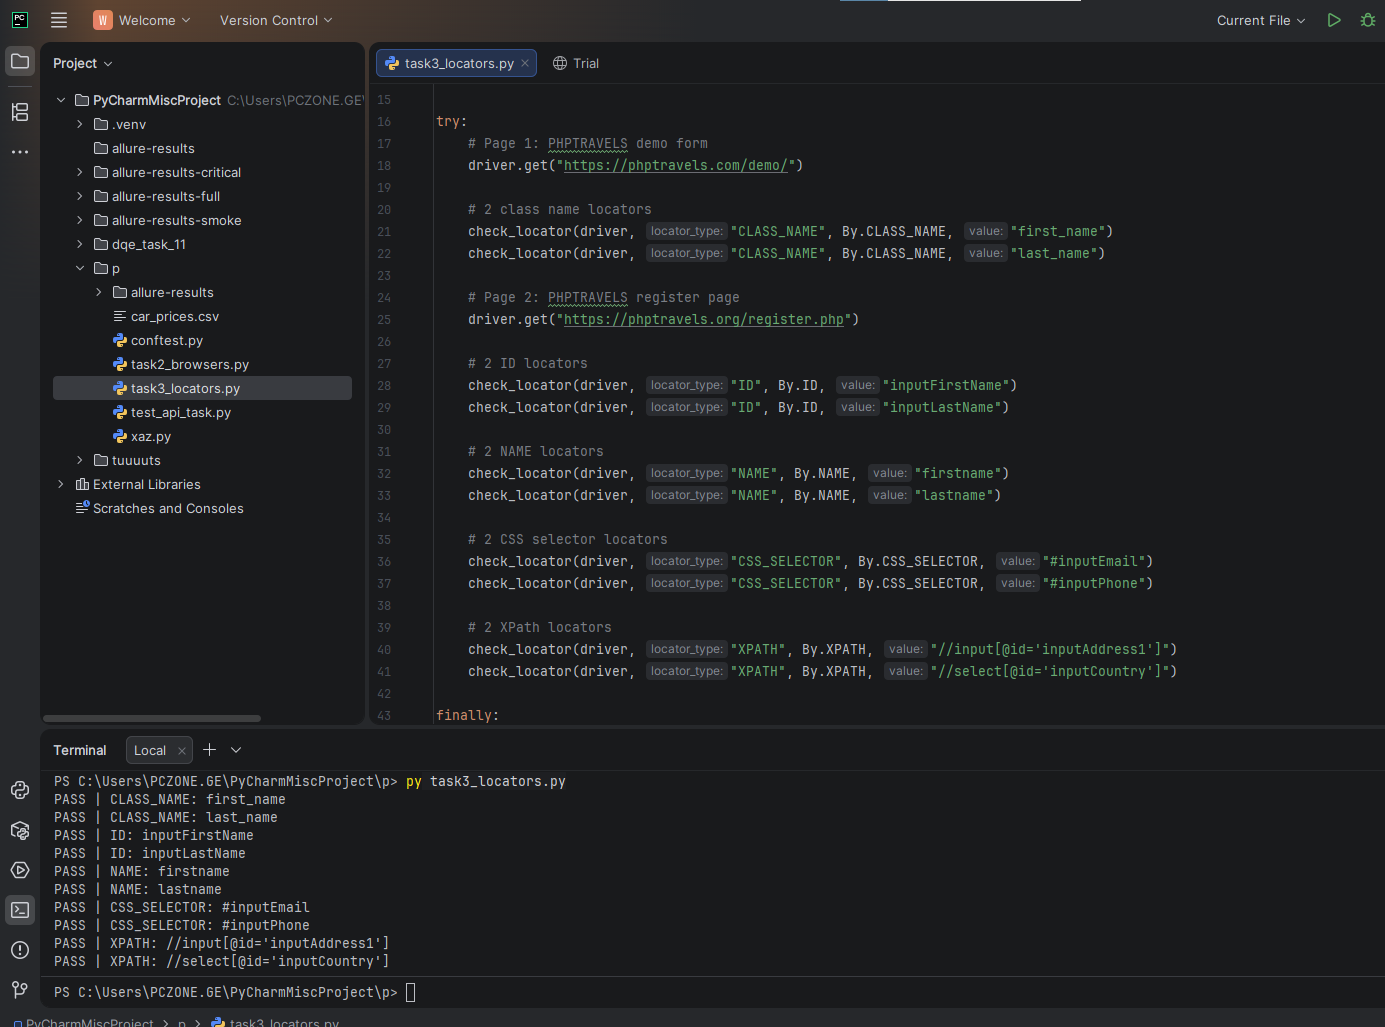 PC
W Welcome
Version Control
Current File
Project
task3_locators.py
Trial
PyCharmMiscProject C:\Users\PCZONE.GE\
.venv
allure-results
allure-results-critical
allure-results-full
allure-results-smoke
dqe_task_11
p
allure-results
car_prices.csv
conftest.py
task2_browsers.py
task3_locators.py
test_api_task.py
xaz.py
tuuuuts
External Libraries
Scratches and Consoles
15
16 try:
17 # Page 1: PHPTRAVELS demo form
18 driver.get("https://phptravels.com/demo/")
19
20 # 2 class name locators
21 check_locator(driver, locator_type: "CLASS_NAME", By.CLASS_NAME, value: "first_name")
22 check_locator(driver, locator_type: "CLASS_NAME", By.CLASS_NAME, value: "last_name")
23
24 # Page 2: PHPTRAVELS register page
25 driver.get("https://phptravels.org/register.php")
26
27 # 2 ID locators
28 check_locator(driver, locator_type: "ID", By.ID, value: "inputFirstName")
29 check_locator(driver, locator_type: "ID", By.ID, value: "inputLastName")
30
31 # 2 NAME locators
32 check_locator(driver, locator_type: "NAME", By.NAME, value: "firstname")
33 check_locator(driver, locator_type: "NAME", By.NAME, value: "lastname")
34
35 # 2 CSS selector locators
36 check_locator(driver, locator_type: "CSS_SELECTOR", By.CSS_SELECTOR, value: "#inputEmail")
37 check_locator(driver, locator_type: "CSS_SELECTOR", By.CSS_SELECTOR, value: "#inputPhone")
38
39 # 2 XPath locators
40 check_locator(driver, locator_type: "XPATH", By.XPATH, value: "//input[@id='inputAddress1']")
41 check_locator(driver, locator_type: "XPATH", By.XPATH, value: "//select[@id='inputCountry']")
42
43 finally:
Terminal Local
PS C:\Users\PCZONE.GE\PyCharmMiscProject\p> py task3_locators.py
PASS | CLASS_NAME: first_name
PASS | CLASS_NAME: last_name
PASS | ID: inputFirstName
PASS | ID: inputLastName
PASS | NAME: firstname
PASS | NAME: lastname
PASS | CSS_SELECTOR: #inputEmail
PASS | CSS_SELECTOR: #inputPhone
PASS | XPATH: //input[@id='inputAddress1']
PASS | XPATH: //select[@id='inputCountry']
PS C:\Users\PCZONE.GE\PyCharmMiscProject\p>
PyCharmMiscProject > p > task3_locators.py